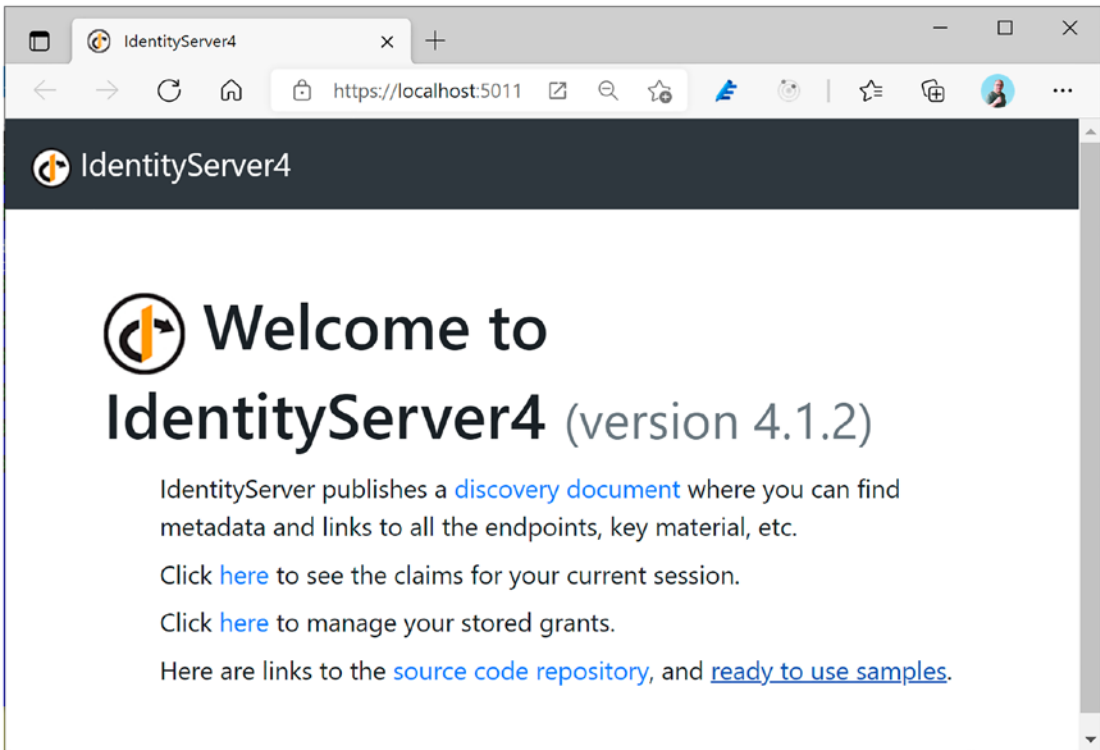 IdentityServer4
https://localhost:5011
IdentityServer4
Welcome to
IdentityServer4 (version 4.1.2)
IdentityServer publishes a discovery document where you can find
metadata and links to all the endpoints, key material, etc.
Click here to see the claims for your current session.
Click here to manage your stored grants.
Here are links to the source code repository, and ready to use samples.